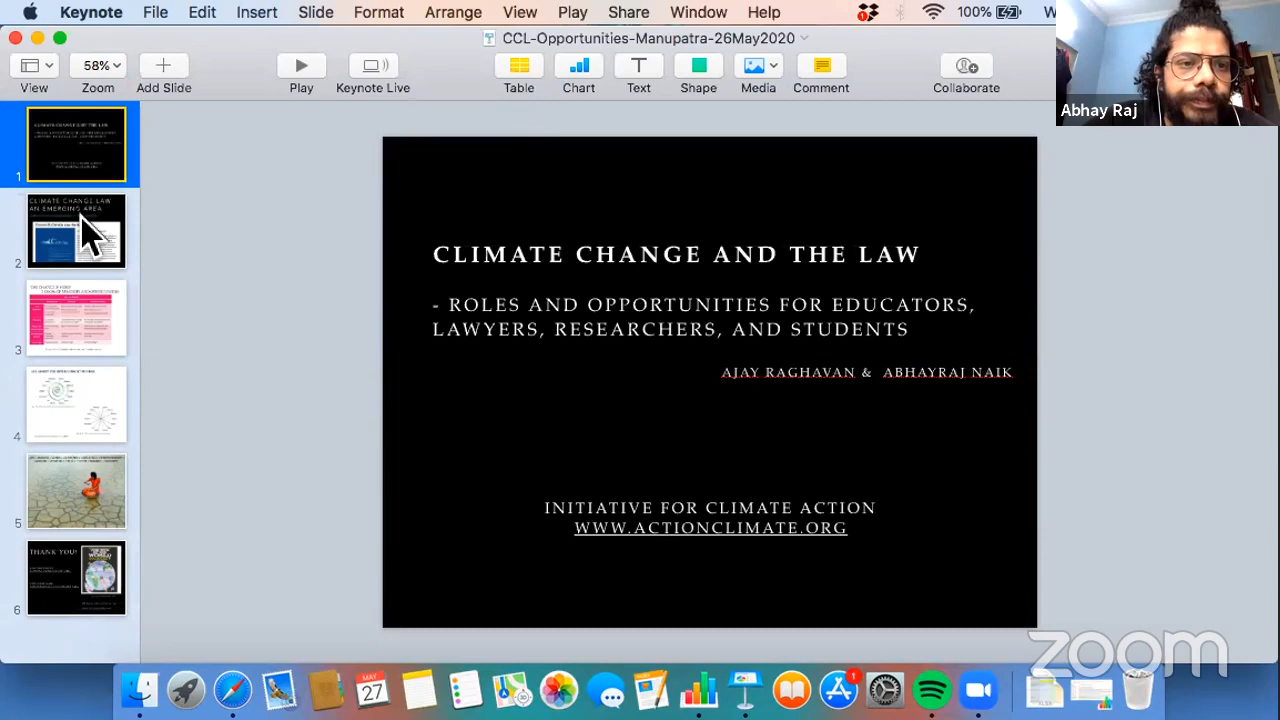 Keynote File Edit Insert Slide Format Arrange View Play Share Window Help 1 100%
CCL-Opportunities-Manupatra-26May2020
58%
View Zoom Add Slide Play Keynote Live Table Chart Text Shape Media Comment Collaborate
Abhay Raj
1
CLIMATE CHANGE LAW
AN EMERGING AREA
2
3
4
5
THANK YOU!
6
CLIMATE CHANGE AND THE LAW
- ROLES AND OPPORTUNITIES FOR EDUCATORS,
LAWYERS, RESEARCHERS, AND STUDENTS
AJAY RAGHAVAN & ABHAYRAJ NAIK
INITIATIVE FOR CLIMATE ACTION
WWW.ACTIONCLIMATE.ORG
zoom
MAY
27
1